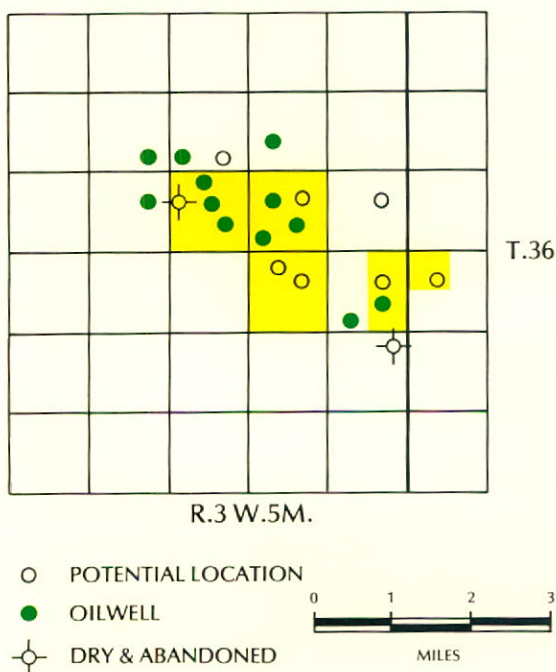 T.36
R.3 W.5M.
POTENTIAL LOCATION
OILWELL
DRY & ABANDONED
0 1 2 3
MILES